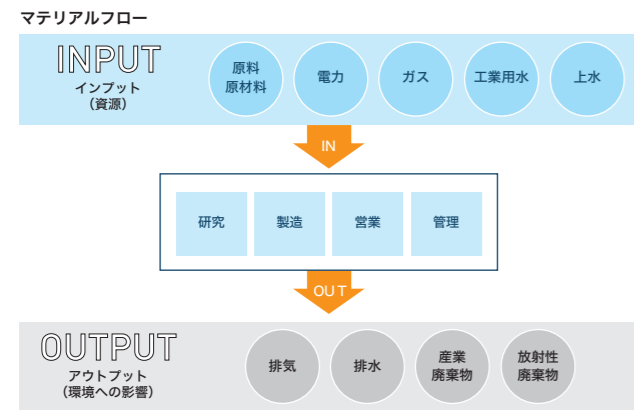 マテリアルフロー
INPUT
インプット
（資源）
原料
原材料
電力
ガス
工業用水
上水
IN
研究
製造
営業
管理
OUT
OUTPUT
アウトプット
（環境への影響）
排気
排水
産業
廃棄物
放射性
廃棄物